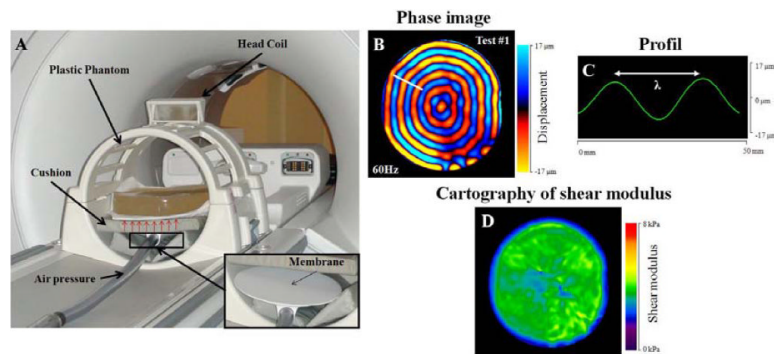 Phase image
A
Head Coil
B
Test #1
17 µm
Profil
Plastic Phantom
C
17 µm
λ
0 µm
Displacement
-17 µm
Cushion
60Hz
-17 µm
0 mm
50 mm
Cartography of shear modulus
D
8 kPa
Membrane
Shear modulus
Air pressure
0 kPa